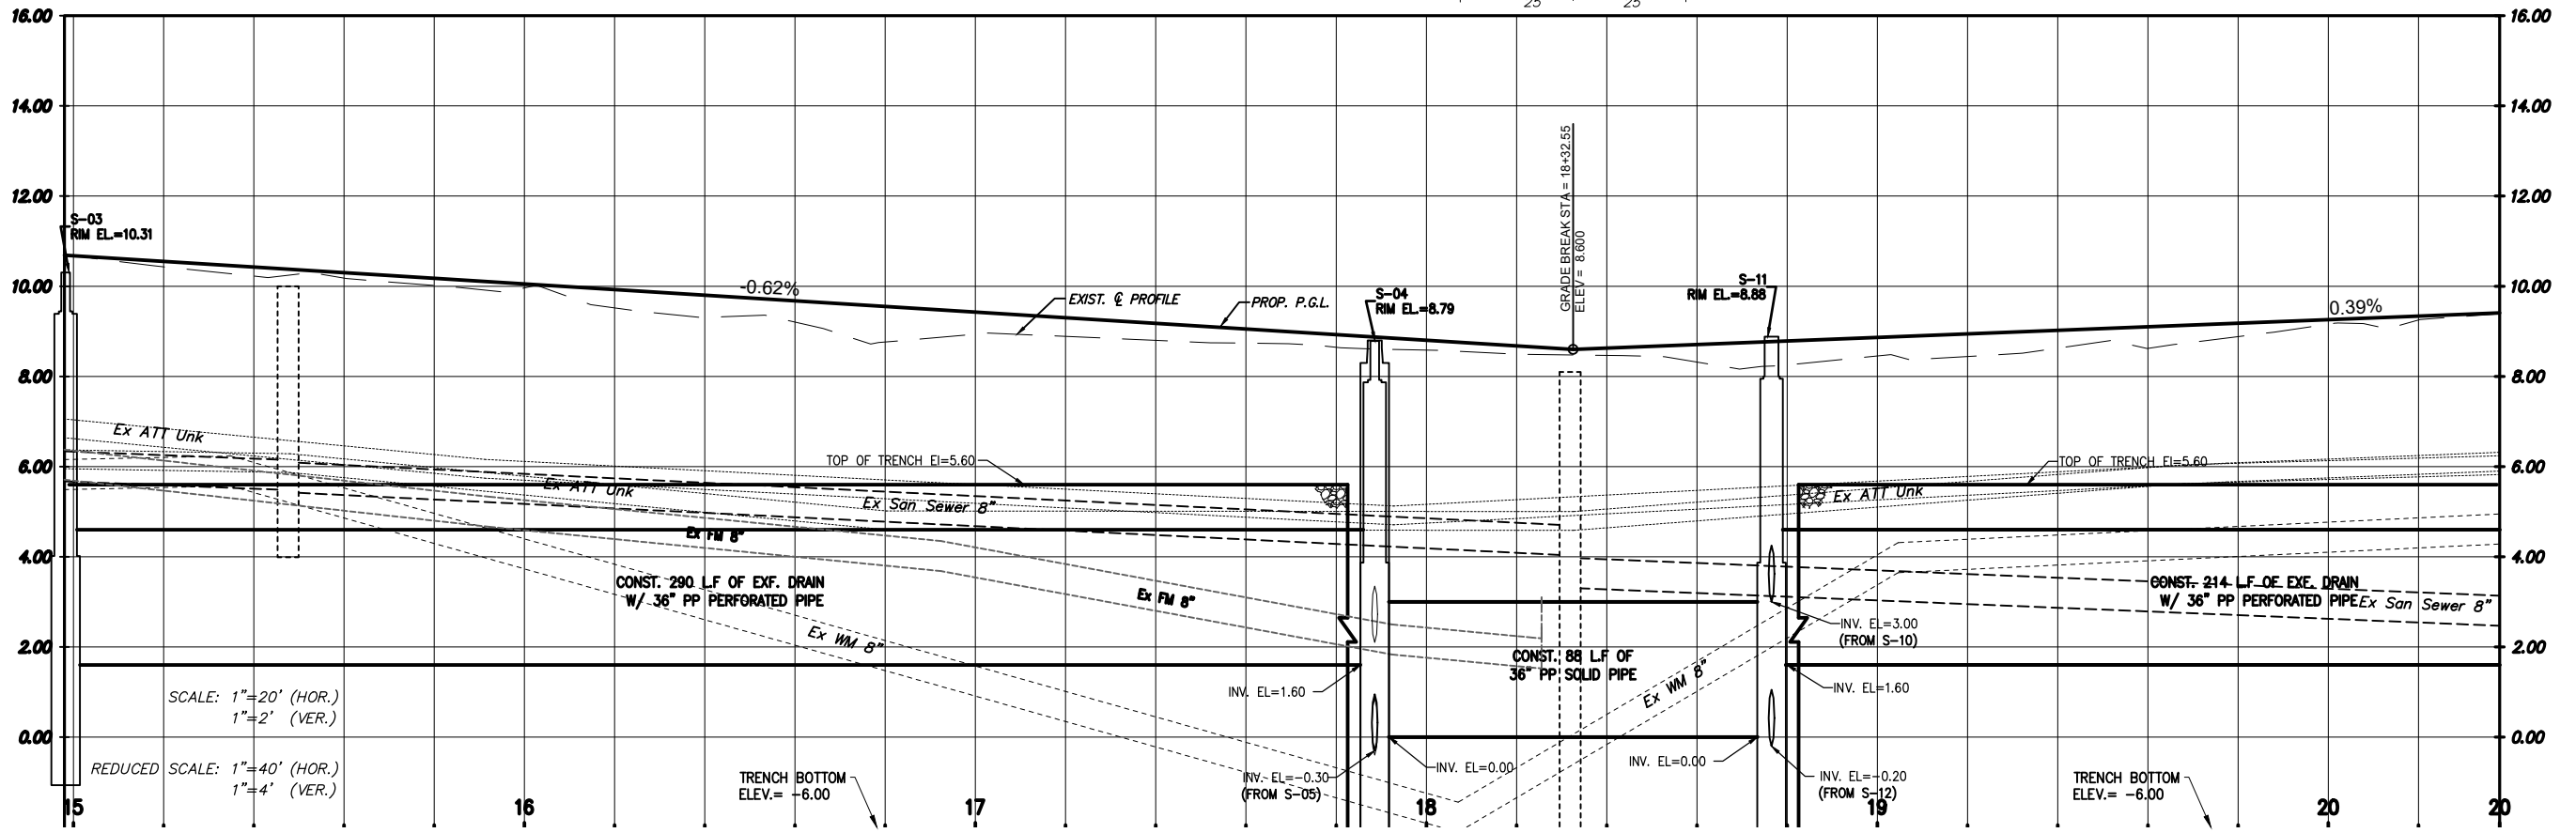 25 25
16.00 16.00
14.00 14.00
12.00 12.00
10.00 10.00
8.00 8.00
6.00 6.00
4.00 4.00
2.00 2.00
0.00 0.00
S-03
RIM EL.=10.31
-0.62%
EXIST. ℄ PROFILE
PROP. P.G.L.
S-04
RIM EL.=8.79
GRADE BREAK STA = 18+32.55
ELEV = 8.600
S-11
RIM EL.=8.88
0.39%
Ex ATT Unk
TOP OF TRENCH El=5.60
Ex ATT Unk
Ex San Sewer 8"
Ex FM 8"
TOP OF TRENCH El=5.60
Ex ATT Unk
CONST. 290 L.F OF EXF. DRAIN
W/ 36" PP PERFORATED PIPE
Ex FM 8"
Ex WM 8"
CONST. 214 L.F OF EXF. DRAIN
W/ 36" PP PERFORATED PIPE
Ex San Sewer 8"
INV. EL=3.00
(FROM S-10)
CONST. 88 L.F OF
36" PP SOLID PIPE
Ex WM 8"
INV. EL=1.60
INV. EL=1.60
SCALE: 1"=20' (HOR.)
1"=2' (VER.)
REDUCED SCALE: 1"=40' (HOR.)
1"=4' (VER.)
TRENCH BOTTOM
ELEV.= -6.00
INV. EL=-0.30
(FROM S-05)
INV. EL=0.00
INV. EL=0.00
INV. EL=-0.20
(FROM S-12)
TRENCH BOTTOM
ELEV.= -6.00
15 16 17 18 19 20 20